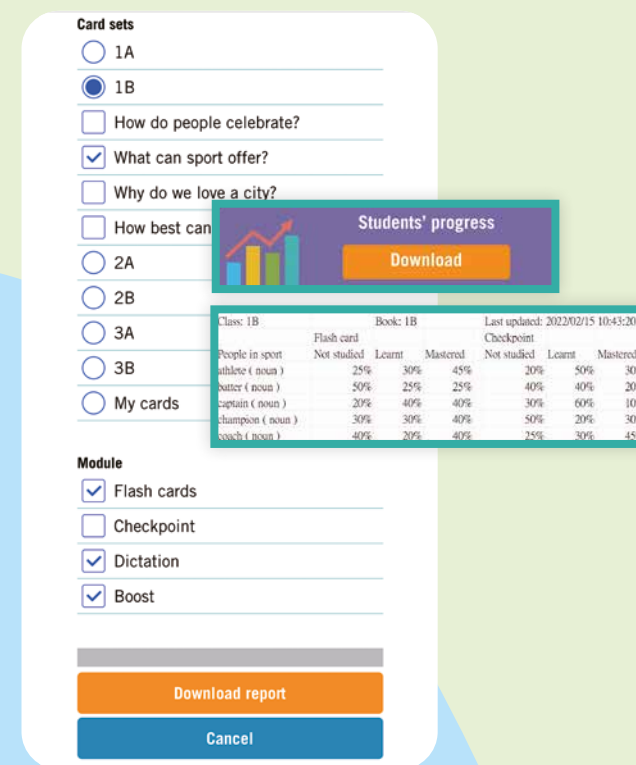 Card sets
1A
1B
How do people celebrate?
What can sport offer?
Why do we love a city?
How best can
2A
2B
3A
3B
My cards
Students' progress
Download
Class: 1B Book: 1B Last updated: 2022/02/15 10:43:20
Flash card Checkpoint
People in sport Not studied Learnt Mastered Not studied Learnt Mastered
athlete ( noun ) 25% 30% 45% 20% 50% 30
batter ( noun ) 50% 25% 25% 40% 40% 20
captain ( noun ) 20% 40% 40% 30% 60% 10
champion ( noun ) 30% 30% 40% 50% 20% 30
coach ( noun ) 40% 20% 40% 25% 30% 45
Module
Flash cards
Checkpoint
Dictation
Boost
Download report
Cancel